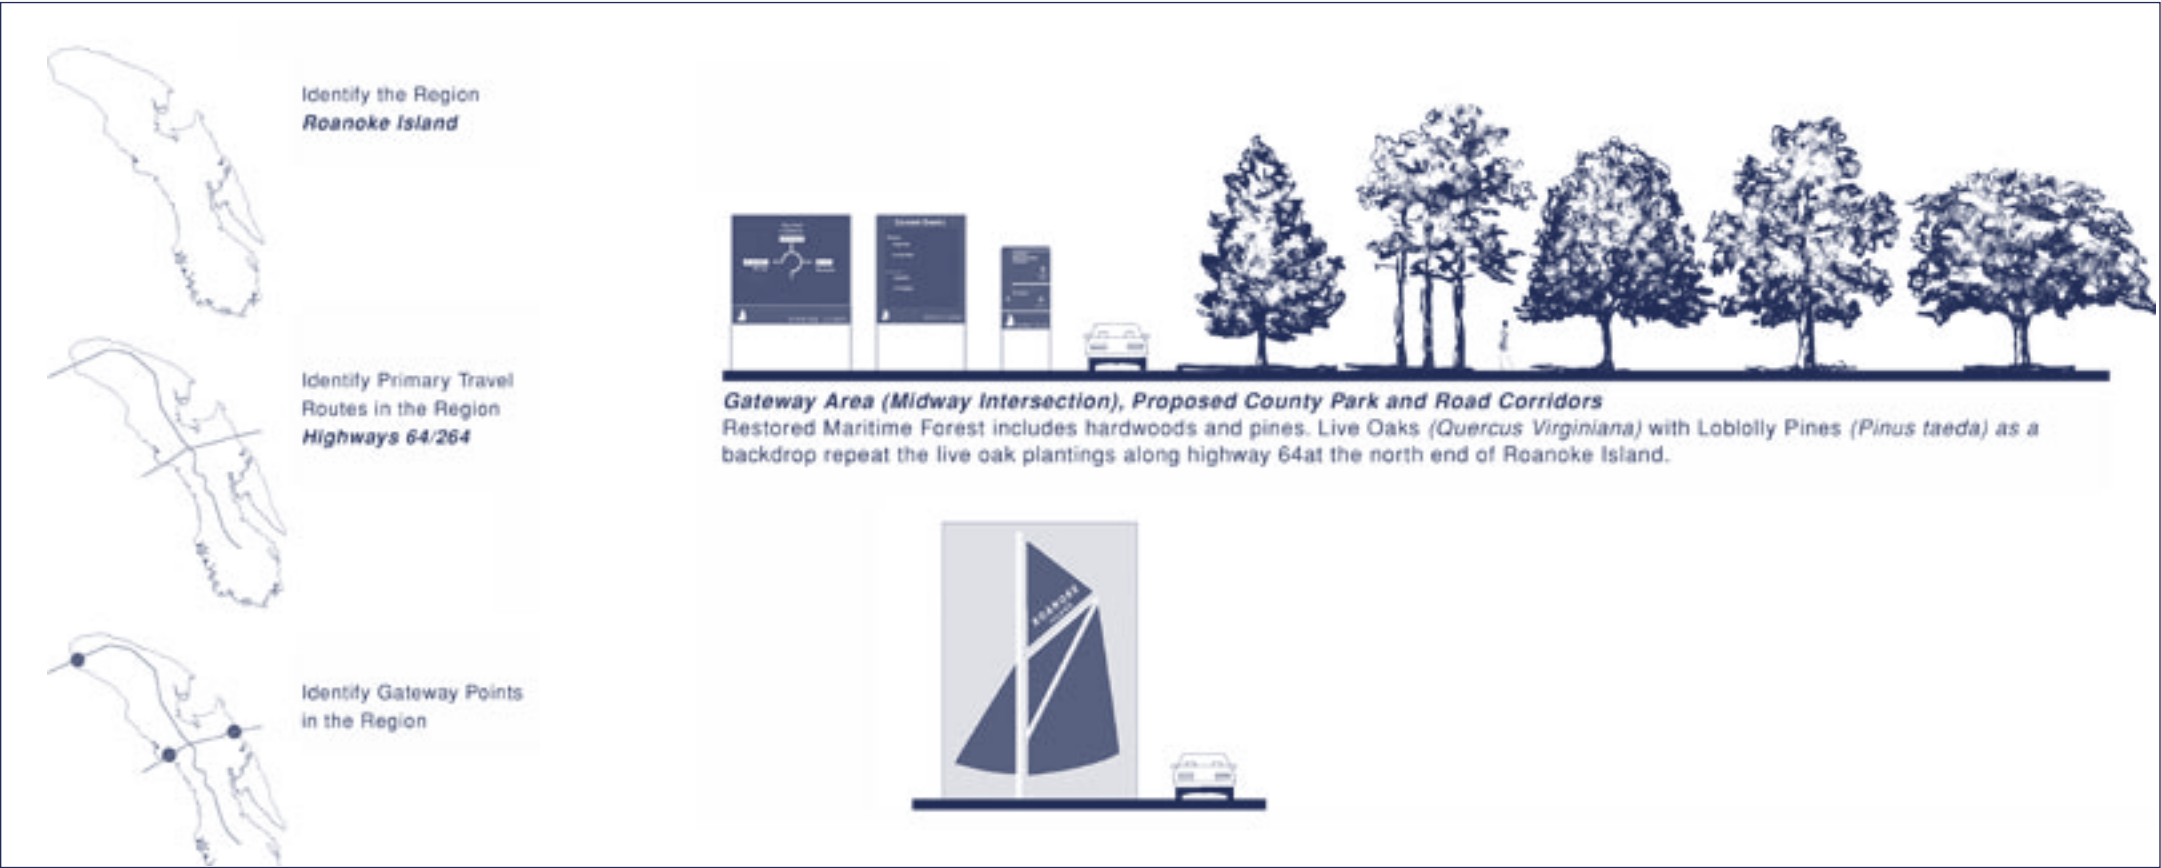 Identify the Region
Roanoke Island
Identify Primary Travel
Routes in the Region
Highways 64/264
Identify Gateway Points
in the Region
Current Events
Gateway Area (Midway Intersection), Proposed County Park and Road Corridors
Restored Maritime Forest includes hardwoods and pines. Live Oaks (Quercus Virginiana) with Loblolly Pines (Pinus taeda) as a
backdrop repeat the live oak plantings along highway 64at the north end of Roanoke Island.
ROANOKE